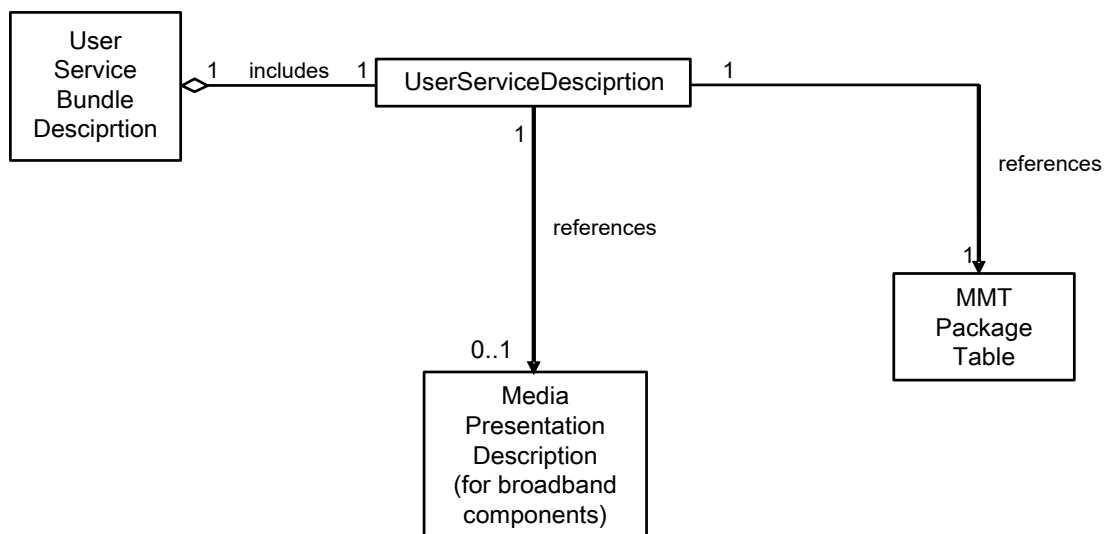 User
Service
Bundle
Desciprtion
1
includes
1
UserServiceDesciprtion
1
1
references
references
1
MMT
Package
Table
0..1
Media
Presentation
Description
(for broadband
components)